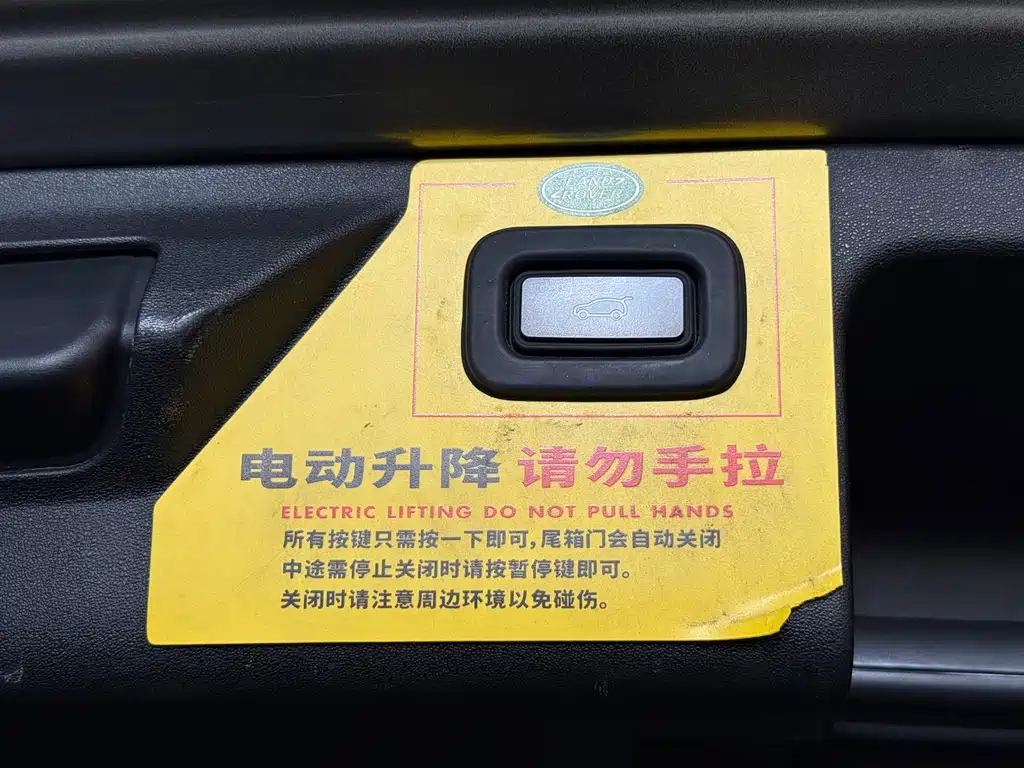 电动升降 请勿手拉
ELECTRIC LIFTING DO NOT PULL HANDS
所有按键只需按一下即可,尾箱门会自动关闭
中途需停止关闭时请按暂停键即可。
关闭时请注意周边环境以免碰伤。